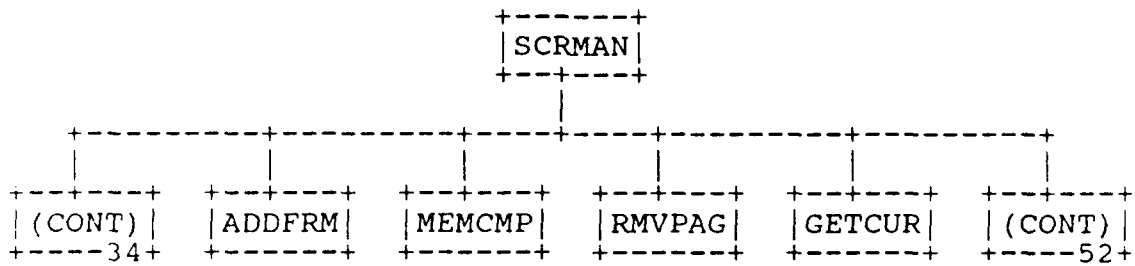 SCRMAN
(CONT) ADDFRM MEMCMP RMVPAG GETCUR (CONT)
34 52